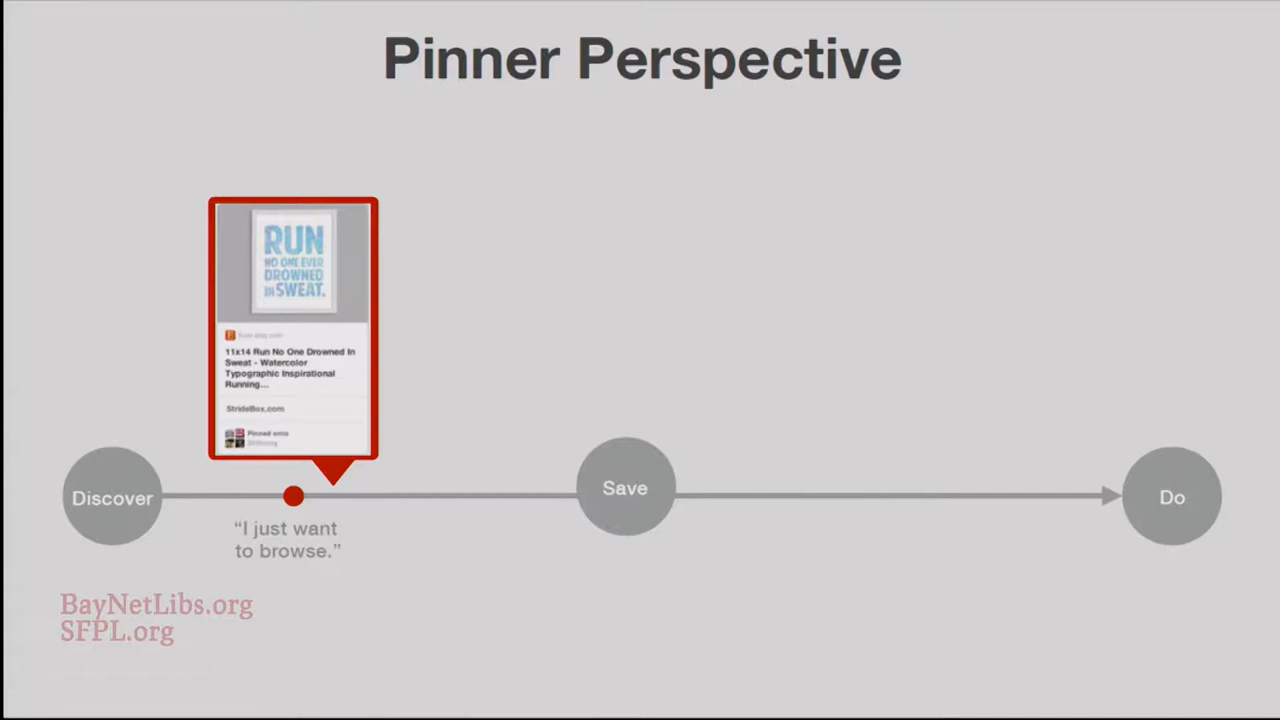 Pinner Perspective
RUN
NO ONE EVER
DROWNED
IN SWEAT.
11x14 Run No One Drowned In
Sweat - Watercolor
Typographic Inspirational
Running...
StrideBox.com
Pinned onto
Discover
Save
Do
“I just want
to browse.”
BayNetLibs.org
SFPL.org